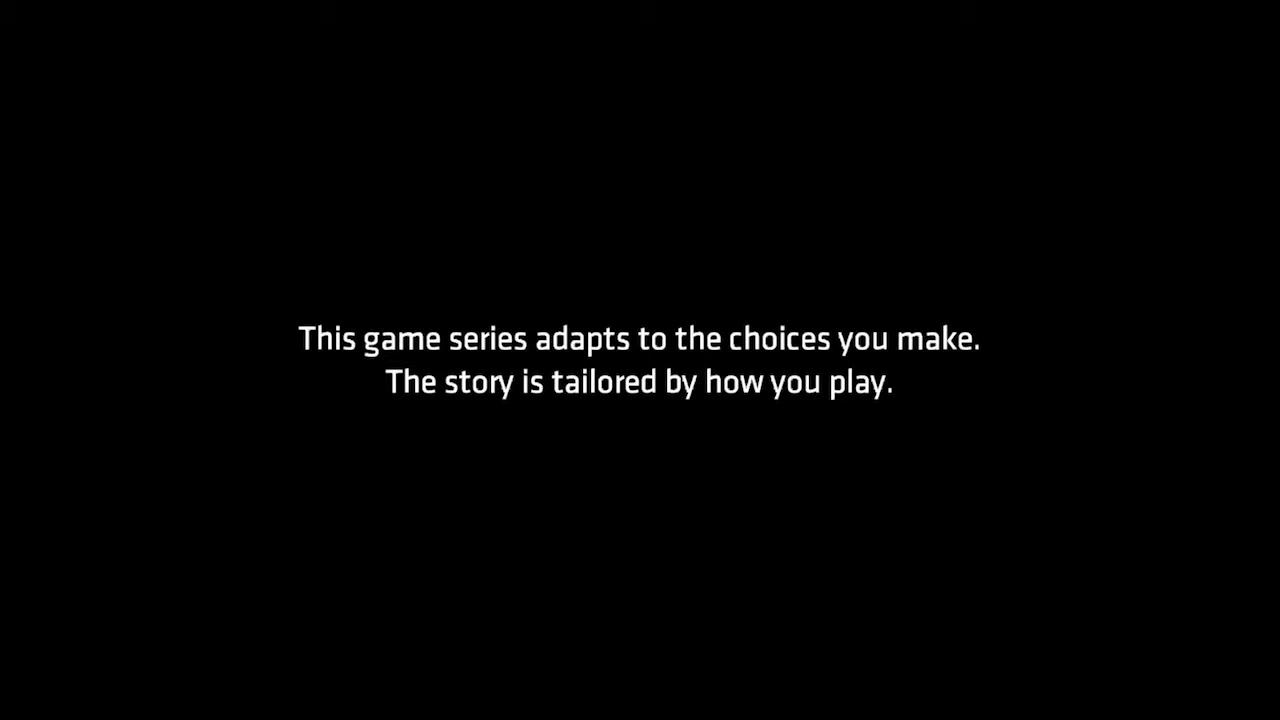 This game series adapts to the choices you make.
The story is tailored by how you play.